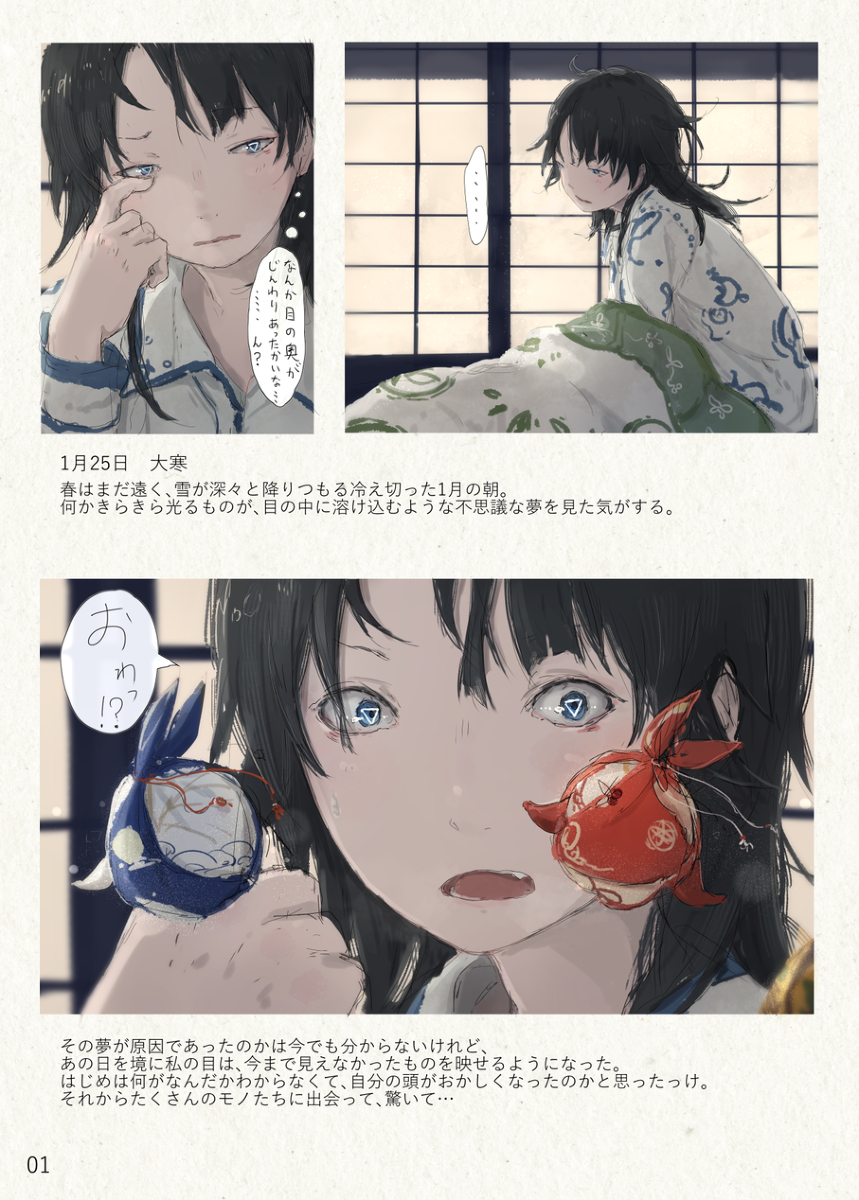 ……
なんか目の奥が
じんわりあったかいな…
……ん？
1月25日　大寒
春はまだ遠く、雪が深々と降りつもる冷え切った1月の朝。
何かきらきら光るものが、目の中に溶け込むような不思議な夢を見た気がする。
おわっ
!?
その夢が原因であったのかは今でも分からないけれど、
あの日を境に私の目は、今まで見えなかったものを映せるようになった。
はじめは何がなんだかわからなくて、自分の頭がおかしくなったのかと思ったっけ。
それからたくさんのモノたちに出会って、驚いて…
01